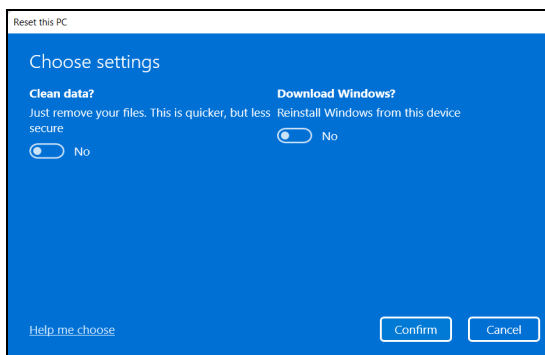 Reset this PC
Choose settings
Clean data?
Just remove your files. This is quicker, but less
secure
No
Download Windows?
Reinstall Windows from this device
No
Help me choose
Confirm
Cancel